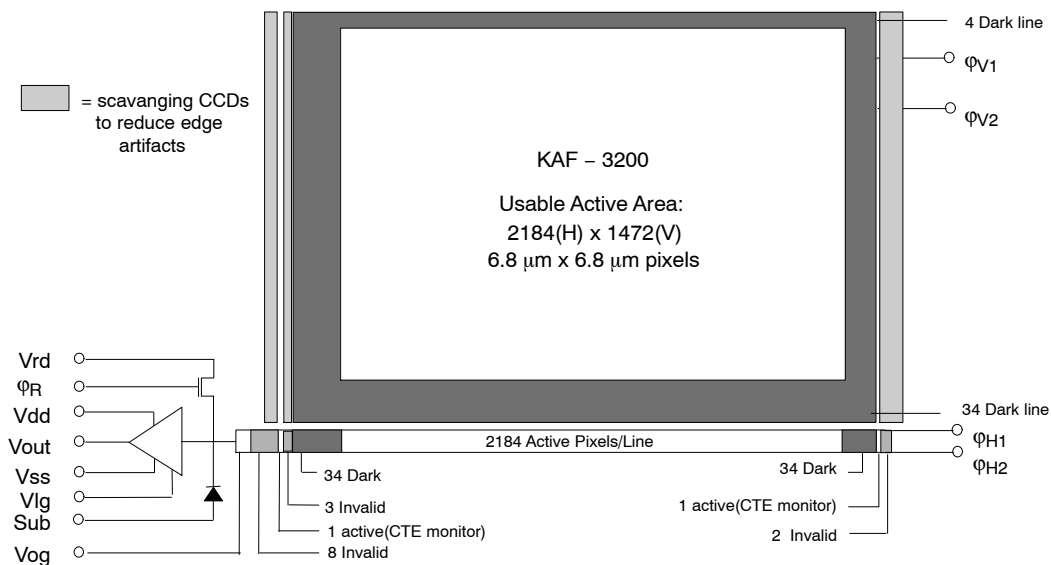 4 Dark line
φV1
φV2
= scavanging CCDs
to reduce edge
artifacts
KAF – 3200
Usable Active Area:
2184(H) x 1472(V)
6.8 μm x 6.8 μm pixels
Vrd
φR
Vdd
Vout
Vss
Vlg
Sub
Vog
34 Dark line
φH1
φH2
2184 Active Pixels/Line
34 Dark
34 Dark
3 Invalid
1 active(CTE monitor)
8 Invalid
1 active(CTE monitor)
2 Invalid